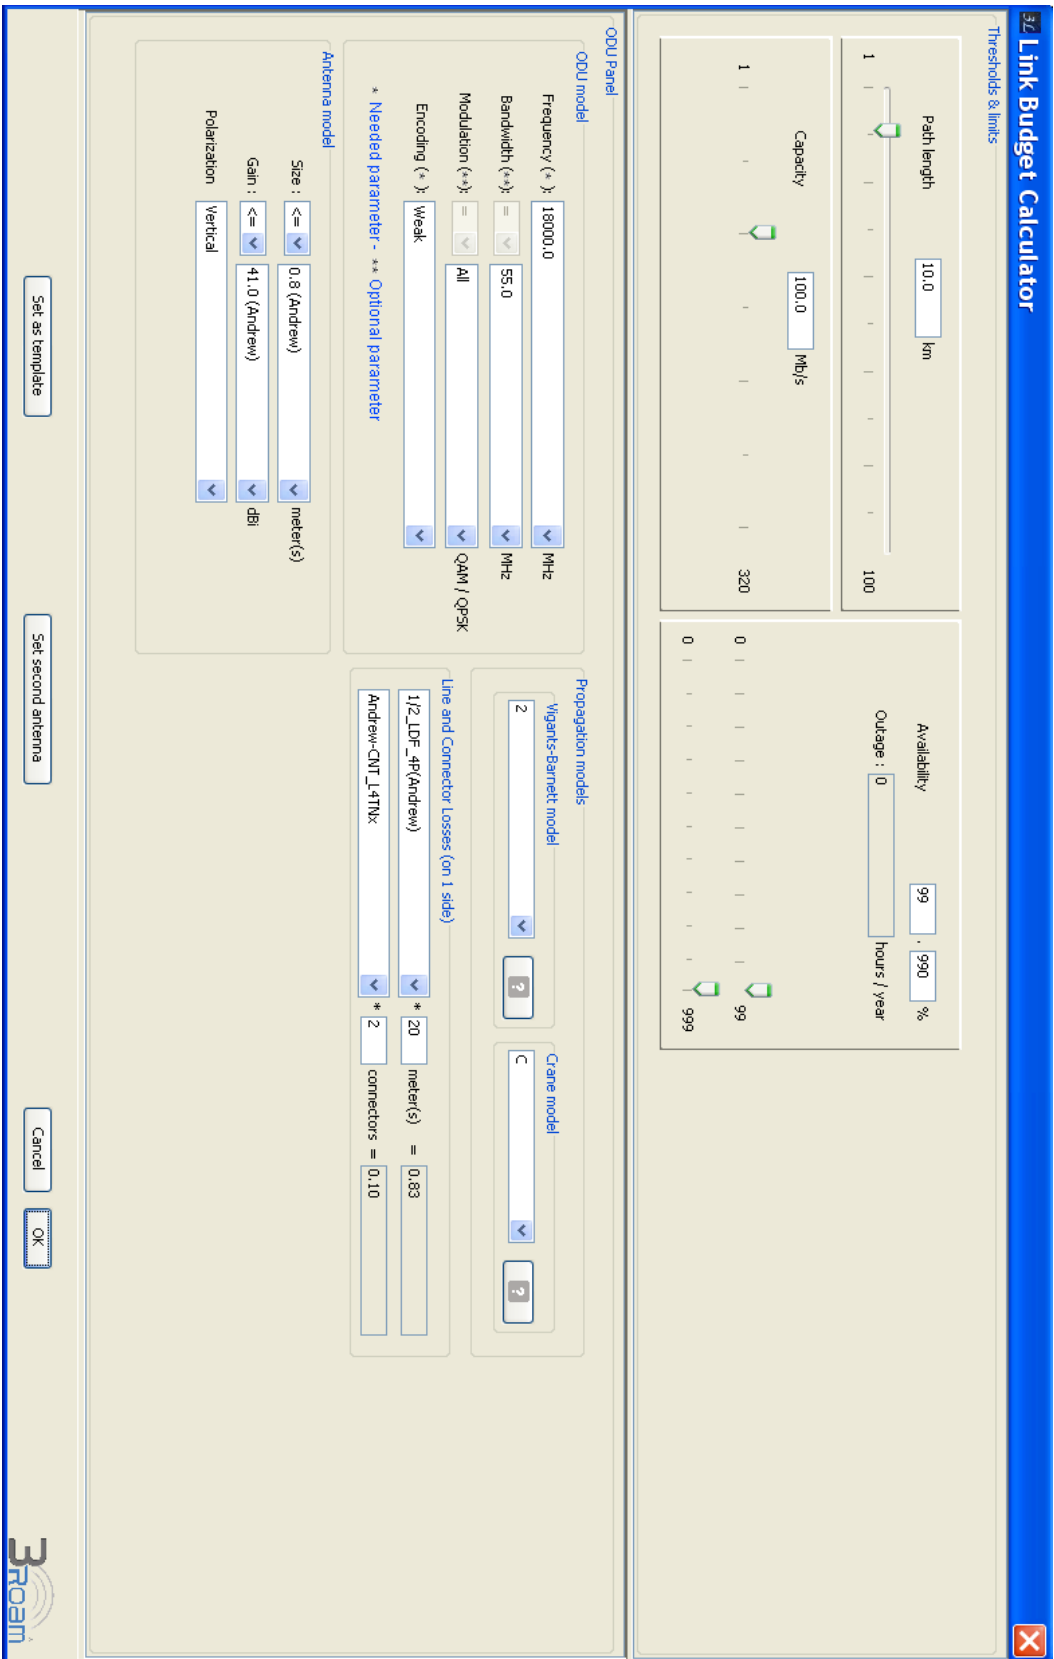 3L Link Budget Calculator
Thresholds & limits
Path length 10.0 km
1 100
Capacity 100.0 Mb/s
1 320
Availability 99 . 990 %
Outage : 0 hours / year
0 99
0 999
ODU Panel
ODU model
Frequency (* ): 18000.0 MHz
Bandwidth (**): = 55.0 MHz
Modulation (**): = All QAM / QPSK
Encoding (* ): Weak
* Needed parameter - ** Optional parameter
Antenna model
Size : <= 0.8 (Andrew) meter(s)
Gain : <= 41.0 (Andrew) dBi
Polarization Vertical
Propagation models
Vigants-Barnett model
2 ?
Crane model
C ?
Line and Connector Losses (on 1 side)
1/2_LDF_4P(Andrew) * 20 meter(s) = 0.83
Andrew-CNT_L4TNx * 2 connectors = 0.10
Set as template Set second antenna Cancel OK
3Roam